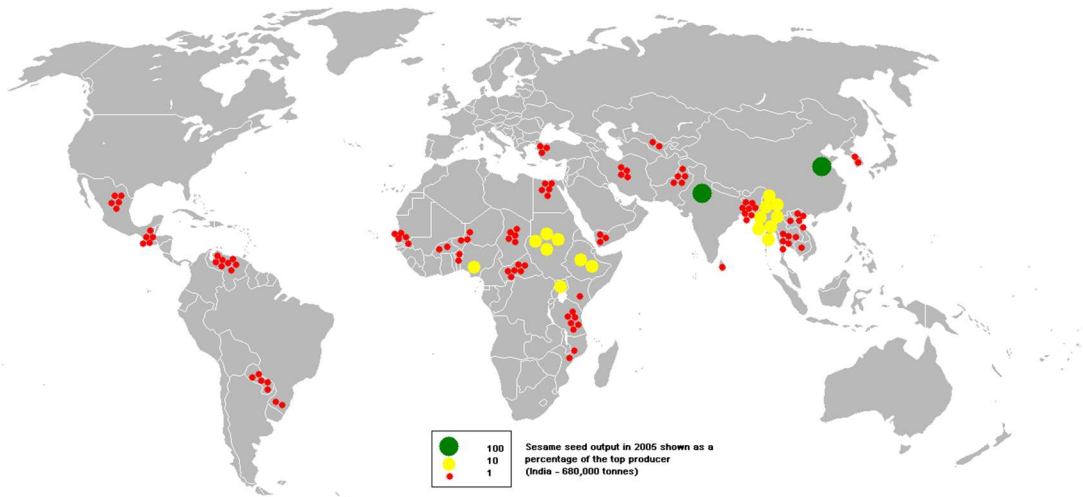 100
10
1
Sesame seed output in 2005 shown as a
percentage of the top producer
(India - 680,000 tonnes)